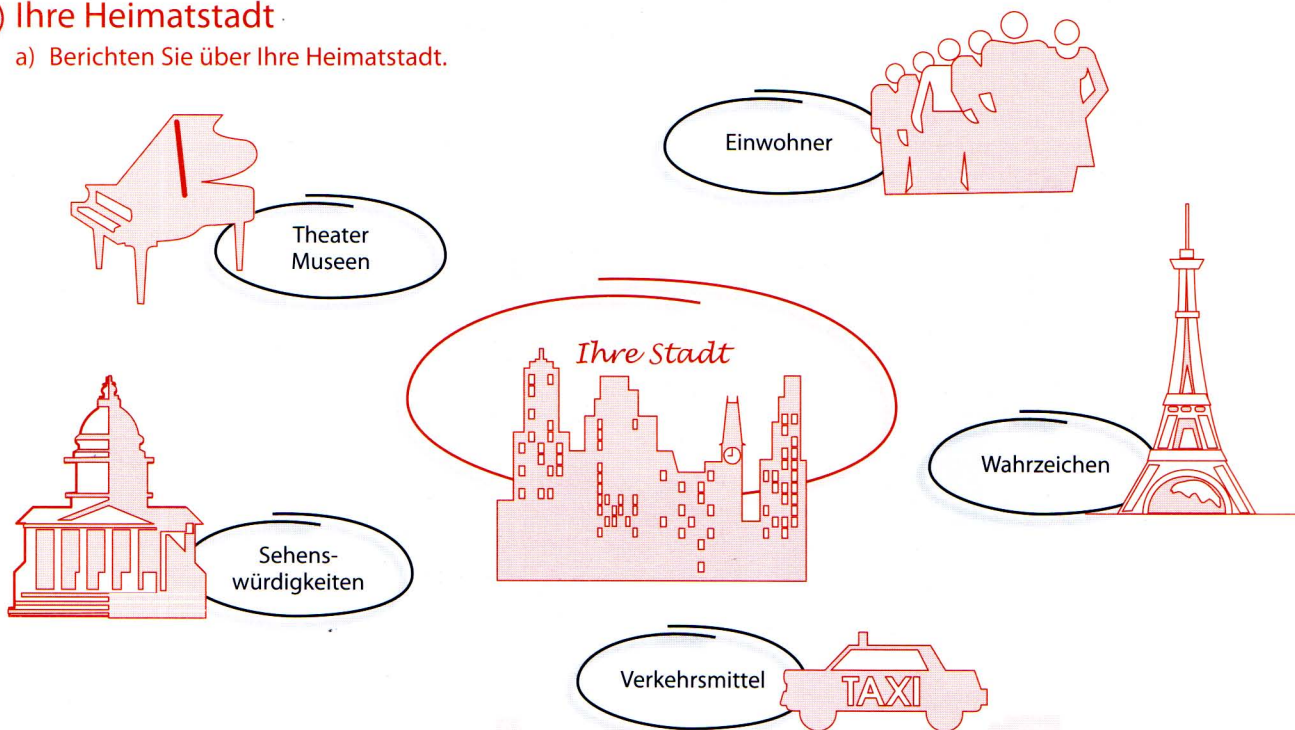 ) Ihre Heimatstadt
a) Berichten Sie über Ihre Heimatstadt.
Einwohner
Theater
Museen
Ihre Stadt
Wahrzeichen
Sehens-
würdigkeiten
Verkehrsmittel
TAXI